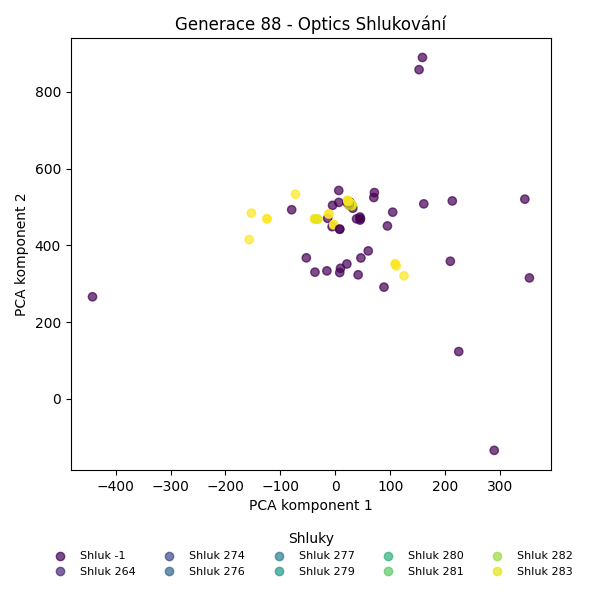 Generace 88 - Optics Shlukování
PCA komponent 2
800
600
400
200
0
−400 −300 −200 −100 0 100 200 300
PCA komponent 1
Shluky
Shluk -1 Shluk 274 Shluk 277 Shluk 280 Shluk 282
Shluk 264 Shluk 276 Shluk 279 Shluk 281 Shluk 283